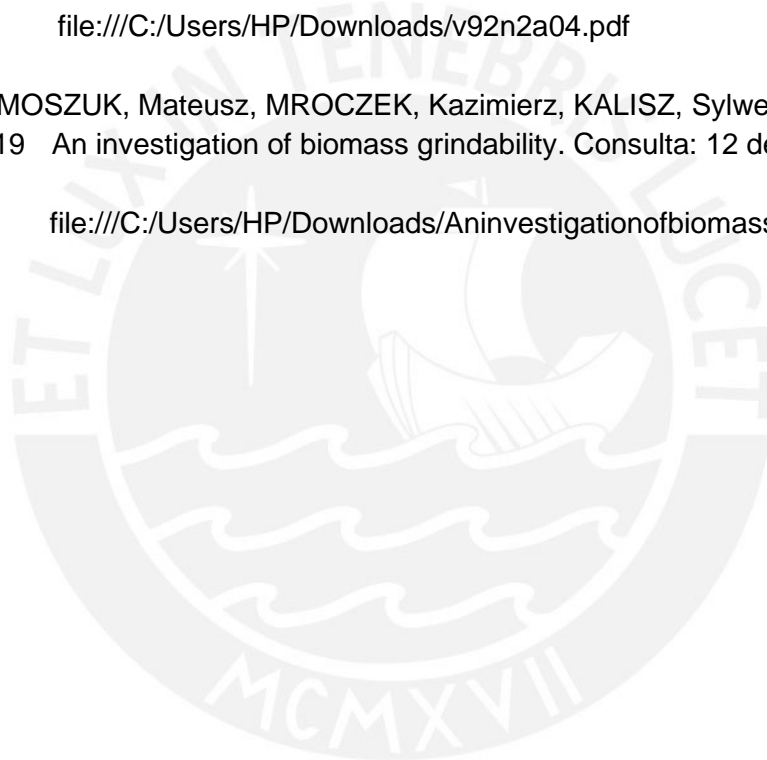 file:///C:/Users/HP/Downloads/v92n2a04.pdf
MOSZUK, Mateusz, MROCZEK, Kazimierz, KALISZ, Sylwe
19 An investigation of biomass grindability. Consulta: 12 de
file:///C:/Users/HP/Downloads/Aninvestigationofbiomass
ET LUX IN TENEBRIS LUCET
MCMXVII